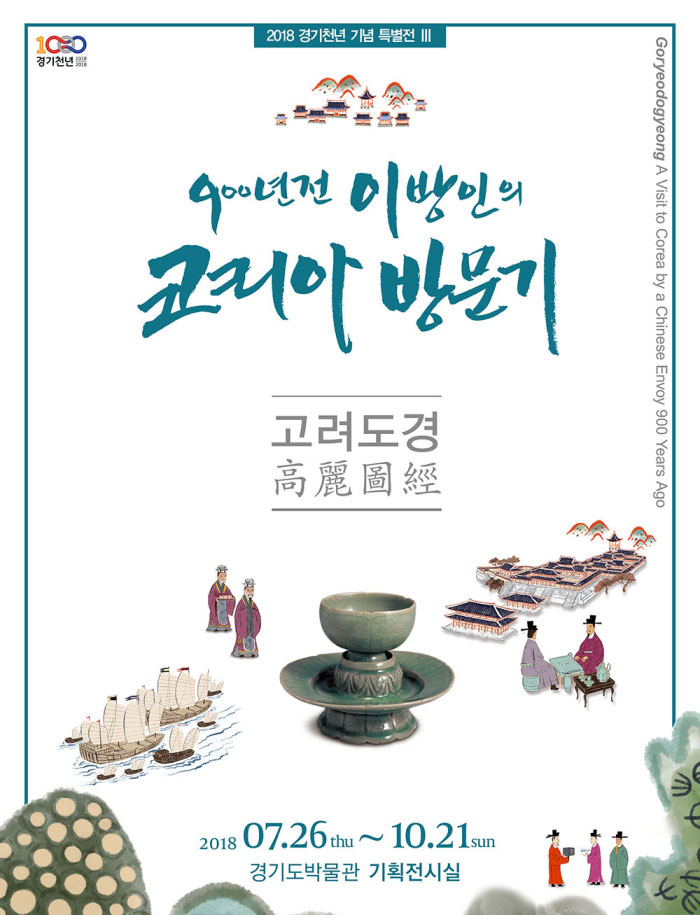 1000
경기천년 1018 2018
2018 경기천년 기념 특별전 III
900년전 이방인의
코리아 방문기
고려도경
高麗圖經
Goryeodogyeong A Visit to Corea by a Chinese Envoy 900 Years Ago
2018 07.26 thu ~ 10.21 sun
경기도박물관 기획전시실